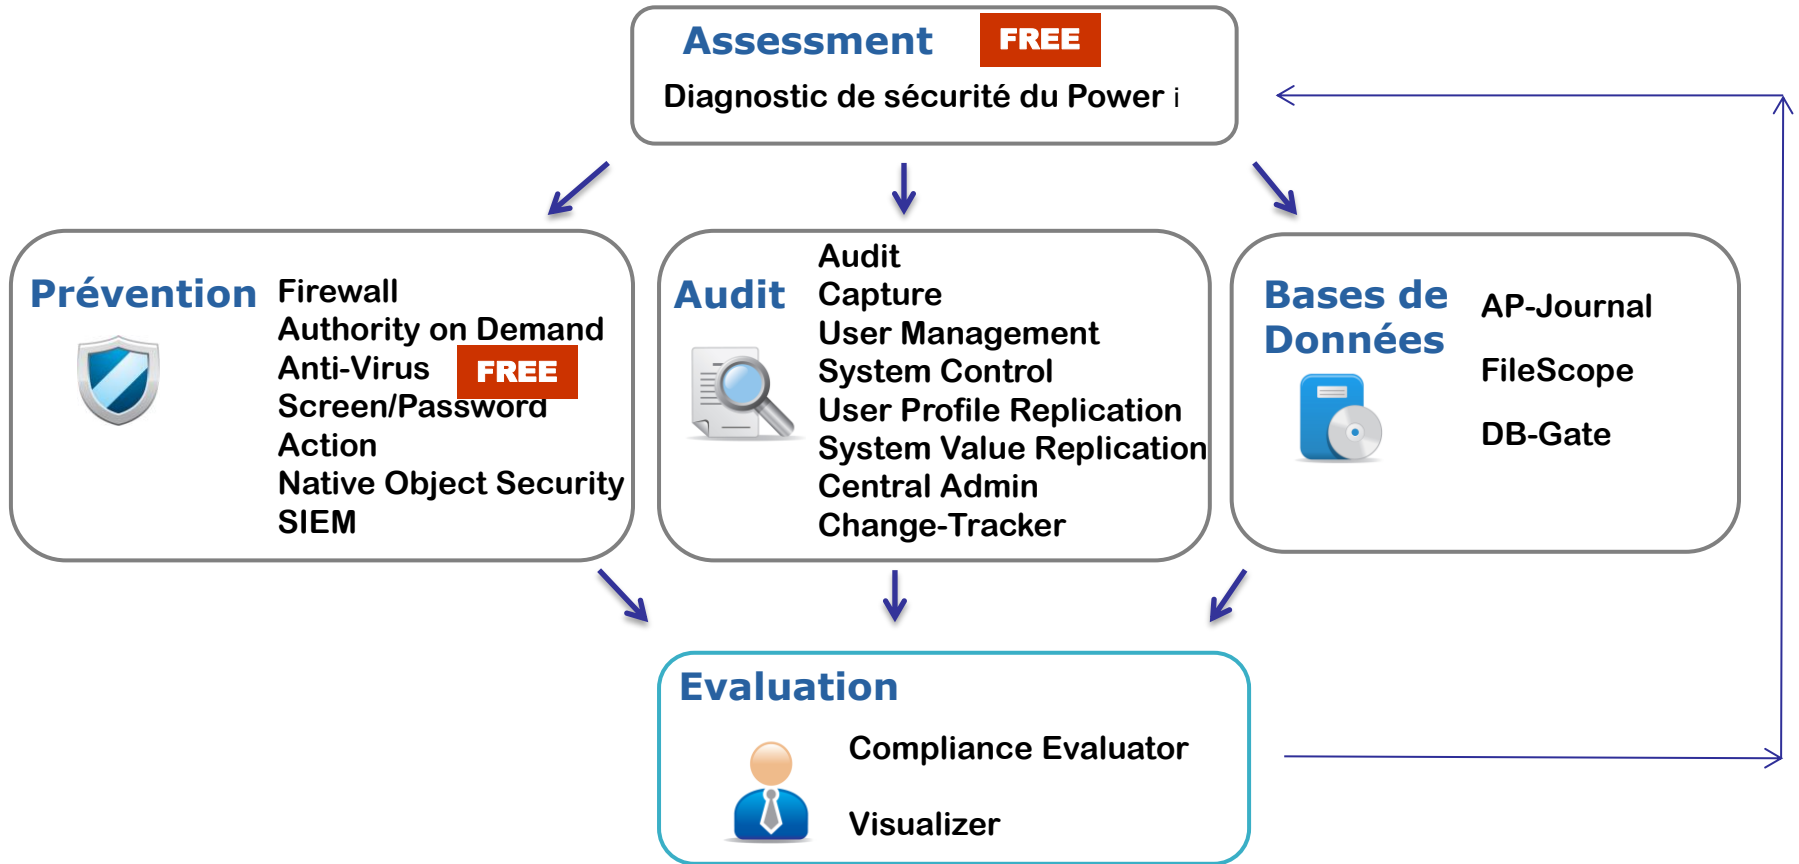 Assessment FREE
Diagnostic de sécurité du Power i
Prévention
Firewall
Authority on Demand
Anti-Virus FREE
Screen/Password
Action
Native Object Security
SIEM
Audit
Audit
Capture
User Management
System Control
User Profile Replication
System Value Replication
Central Admin
Change-Tracker
Bases de
Données
AP-Journal
FileScope
DB-Gate
Evaluation
Compliance Evaluator
Visualizer